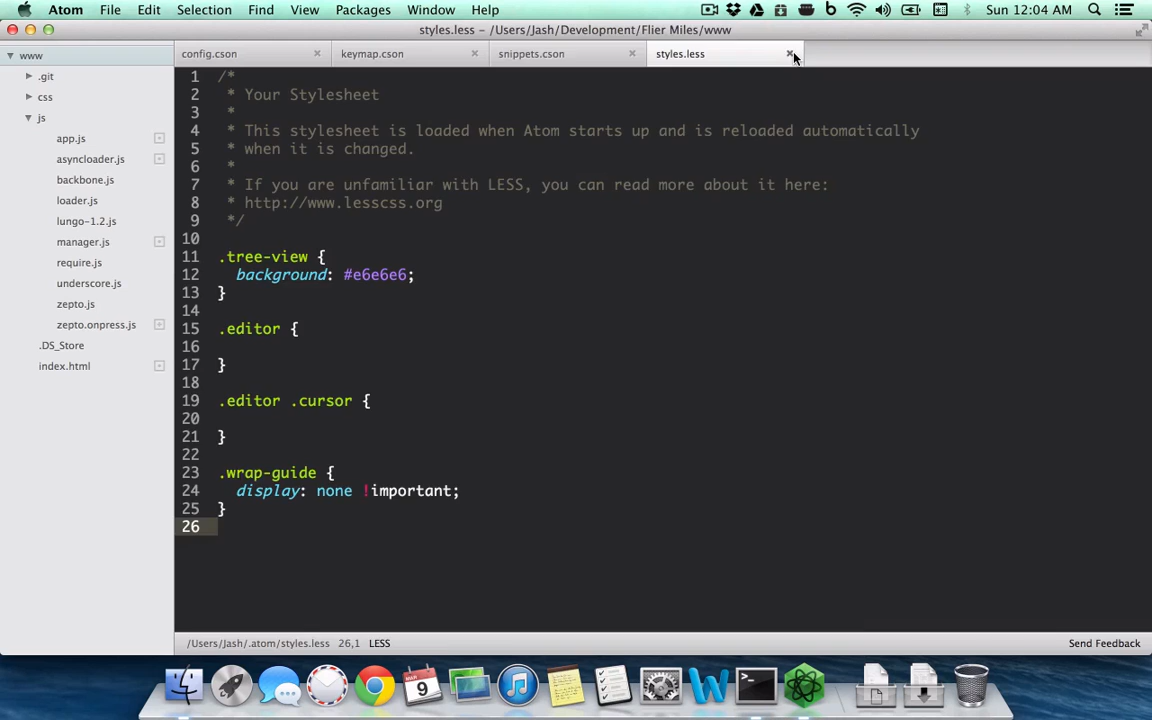 Atom File Edit Selection Find View Packages Window Help Sun 12:04 AM
styles.less - /Users/Jash/Development/Flier Miles/www
www
config.cson
keymap.cson
snippets.cson
styles.less
.git
css
js
app.js
asyncloader.js
backbone.js
loader.js
lungo-1.2.js
manager.js
require.js
underscore.js
zepto.js
zepto.onpress.js
.DS_Store
index.html
1 /*
2 * Your Stylesheet
3 *
4 * This stylesheet is loaded when Atom starts up and is reloaded automatically
5 * when it is changed.
6 *
7 * If you are unfamiliar with LESS, you can read more about it here:
8 * http://www.lesscss.org
9 */
10
11 .tree-view {
12 background: #e6e6e6;
13 }
14
15 .editor {
16
17 }
18
19 .editor .cursor {
20
21 }
22
23 .wrap-guide {
24 display: none !important;
25 }
26
/Users/Jash/.atom/styles.less 26,1 LESS Send Feedback
MAR
9
W